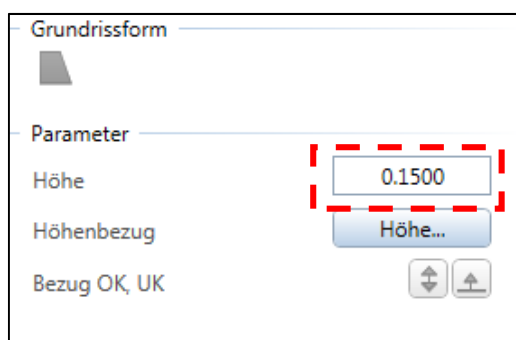 Grundrissform
Parameter
Höhe 0.1500
Höhenbezug Höhe...
Bezug OK, UK